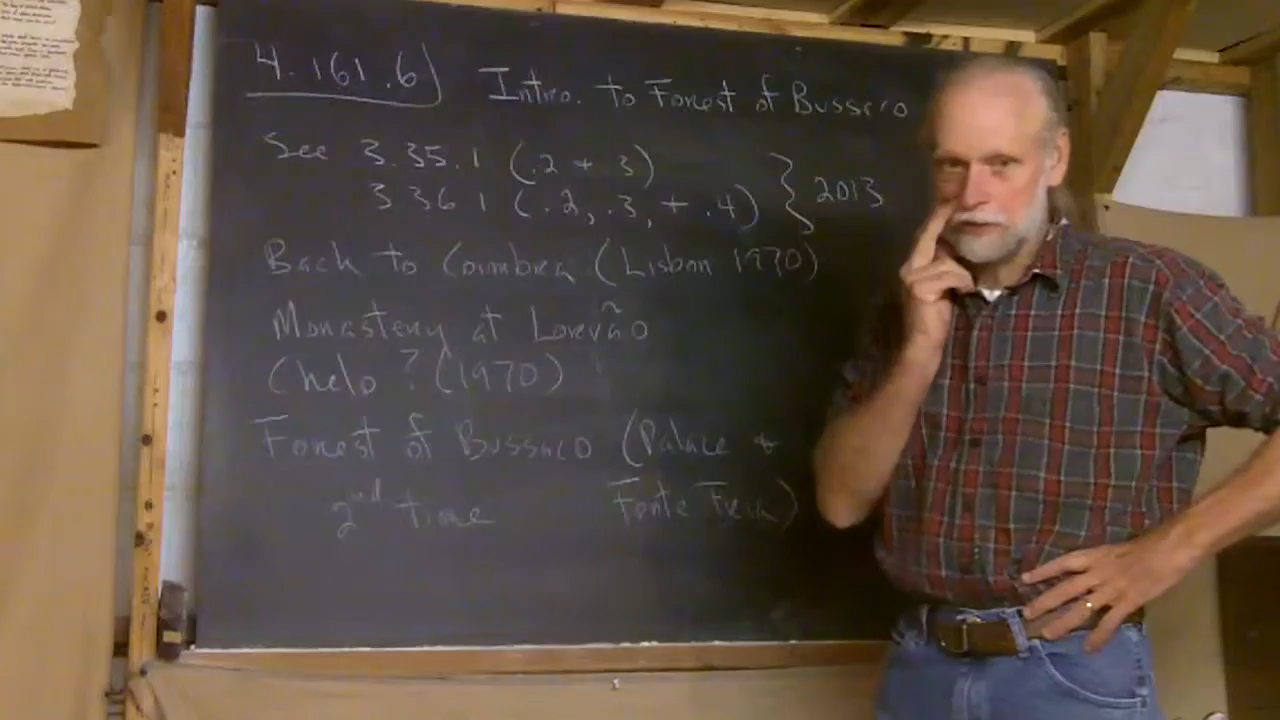 4.161.6) Intro. to Forest of Bussaco
See 3.35.1 (.2 + 3)
3 36 1 (.2, .3, + .4) } 2013
Back to Coimbra (Lisbon 1970)
Monastery at Lorvão
(help? (1970)
Forest of Bussaco (Palace +
2nd time Fonte Fria)